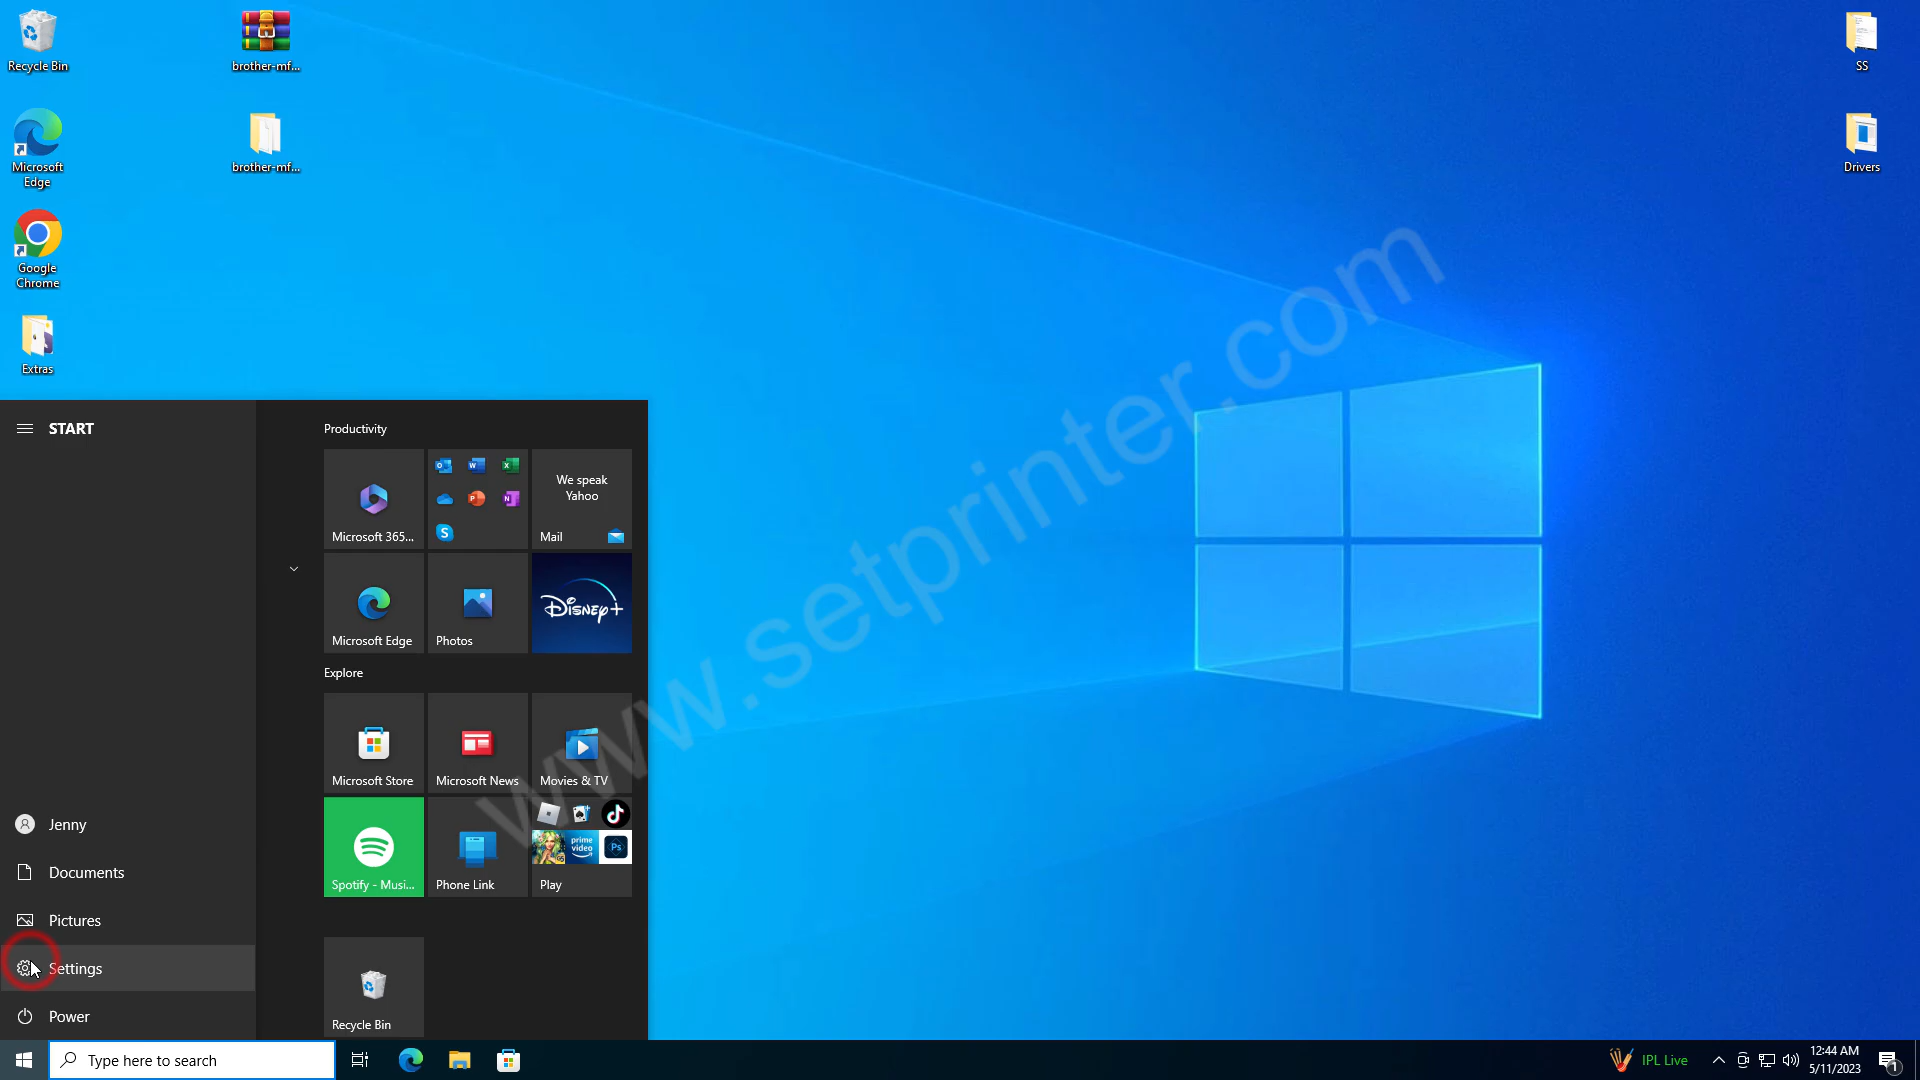 Recycle Bin
brother-mf...
SS
Microsoft
Edge
brother-mf...
Drivers
Google
Chrome
Extras
www.setprinter.com
START
Productivity
Microsoft 365...
We speak
Yahoo
Mail
Microsoft Edge
Photos
Disney+
Explore
Microsoft Store
Microsoft News
Movies & TV
Spotify - Musi...
Phone Link
prime
video
Ps
Play
Jenny
Documents
Pictures
Settings
Power
Recycle Bin
Type here to search
IPL Live
12:44 AM
5/11/2023
1